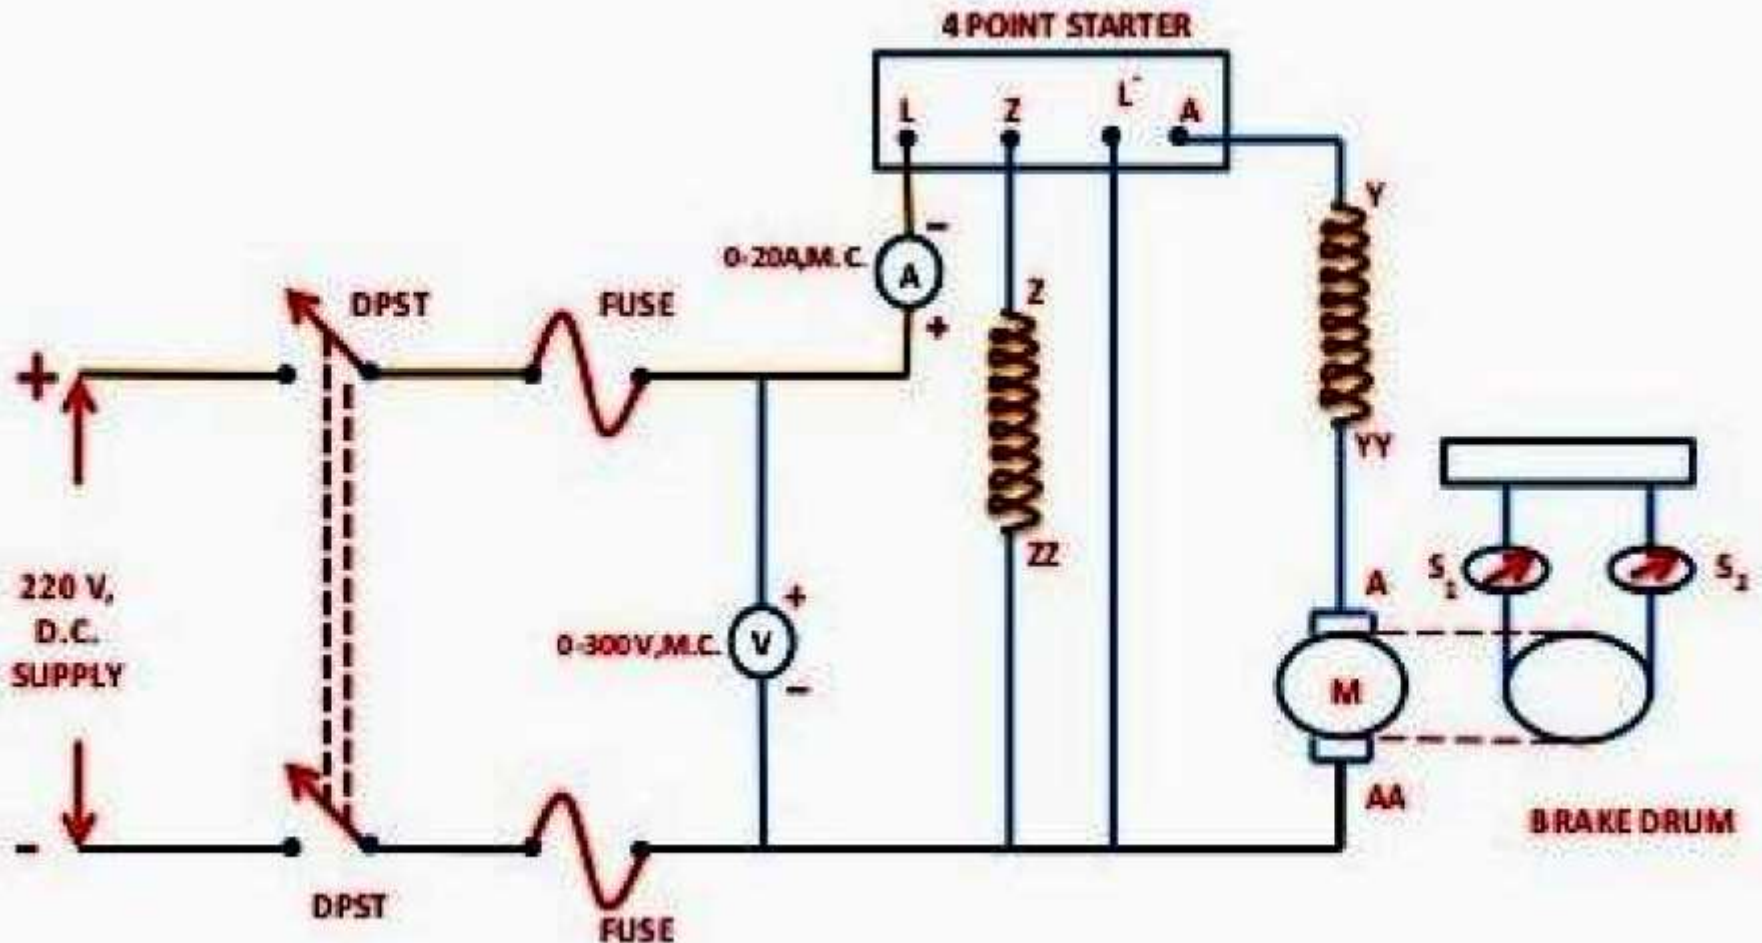 4 POINT STARTER
L Z L- A
Y
-
0-20A,M.C. A
Z
+
DPST FUSE
+
YY
S1 S2
ZZ
A
220 V,
D.C.
SUPPLY
+
0-300V,M.C. V
-
M
AA
BRAKE DRUM
-
DPST
FUSE